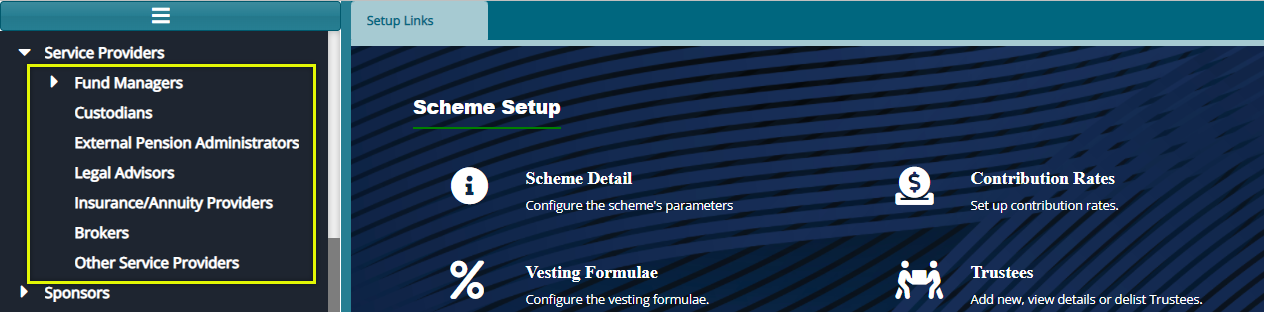 Service Providers
Fund Managers
Custodians
External Pension Administrators
Legal Advisors
Insurance/Annuity Providers
Brokers
Other Service Providers
Sponsors
Setup Links
Scheme Setup
Scheme Detail
Configure the scheme's parameters
Contribution Rates
Set up contribution rates.
Vesting Formulae
Configure the vesting formulae.
Trustees
Add new, view details or delist Trustees.